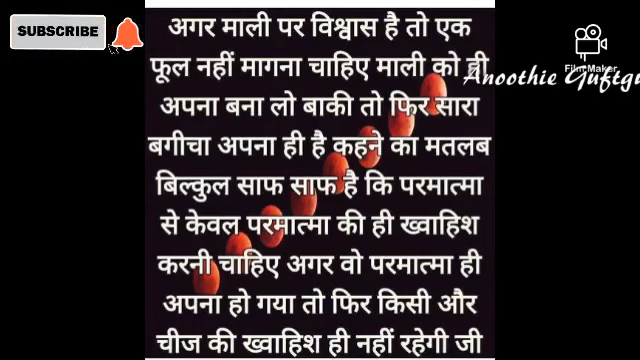 SUBSCRIBE
Film Maker
Anoothie Guftgu
अगर माली पर विश्वास है तो एक
फूल नहीं मागना चाहिए माली को ही
अपना बना लो बाकी तो फिर सारा
बगीचा अपना ही है कहने का मतलब
बिल्कुल साफ साफ है कि परमात्मा
से केवल परमात्मा की ही ख्वाहिश
करनी चाहिए अगर वो परमात्मा ही
अपना हो गया तो फिर किसी और
चीज की ख्वाहिश ही नहीं रहेगी जी